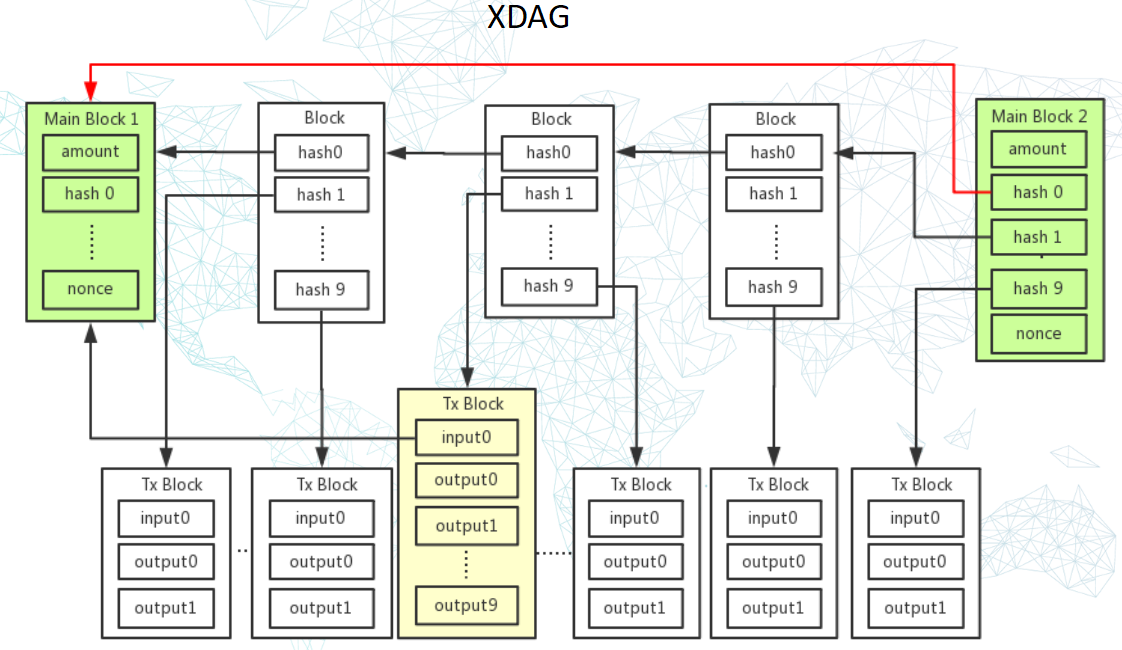 XDAG
Main Block 1
amount
hash 0
nonce
Block
hash0
hash 1
hash 9
Block
hash0
hash 1
hash 9
Block
hash0
hash 1
hash 9
Main Block 2
amount
hash 0
hash 1
hash 9
nonce
Tx Block
input0
output0
output1
Tx Block
input0
output0
output1
Tx Block
input0
output0
output1
output9
Tx Block
input0
output0
output1
Tx Block
input0
output0
output1
Tx Block
input0
output0
output1